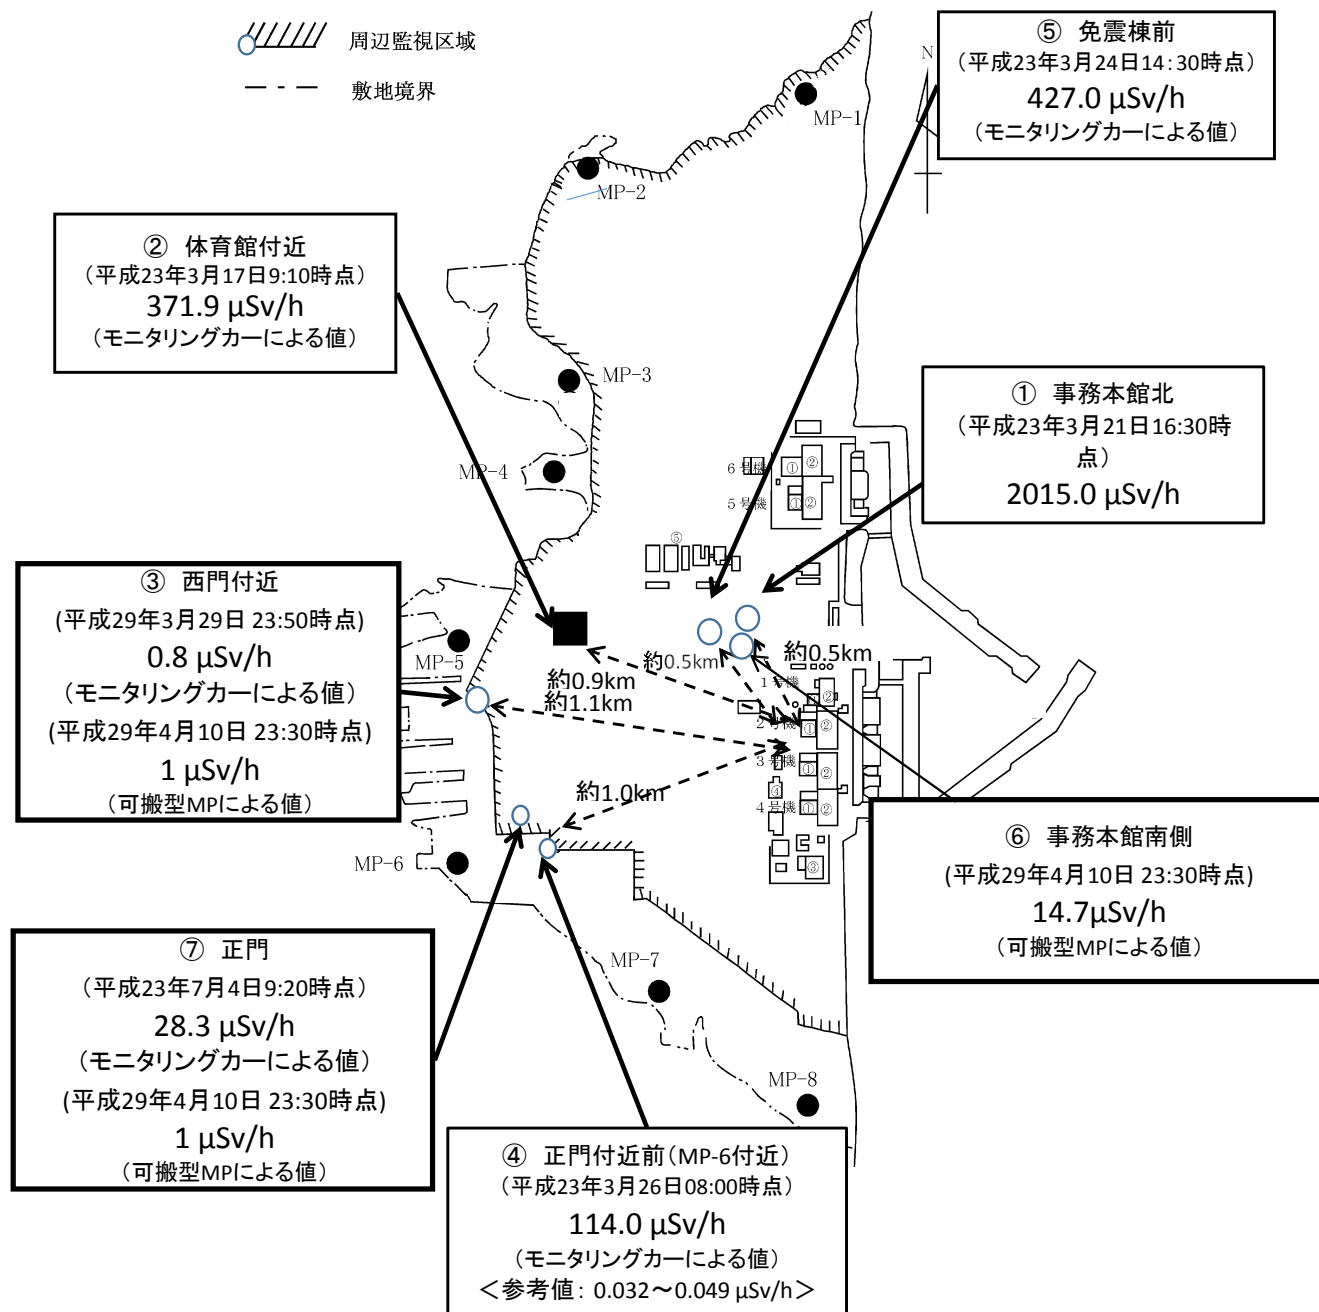 周辺監視区域
敷地境界
⑤ 免震棟前
（平成23年3月24日14：30時点）
427.0 μSv/h
（モニタリングカーによる値）
N
MP-1
MP-2
② 体育館付近
（平成23年3月17日9:10時点）
371.9 μSv/h
（モニタリングカーによる値）
MP-3
① 事務本館北
（平成23年3月21日16:30時
点）
2015.0 μSv/h
MP-4
6号機
① ②
5号機
① ②
⑤
③ 西門付近
(平成29年3月29日 23:50時点)
0.8 μSv/h
（モニタリングカーによる値）
(平成29年4月10日 23:30時点)
1 μSv/h
（可搬型MPによる値）
MP-5
約0.5km
約0.5km
約0.9km
約1.1km
1号機
②
2号機
① ②
3号機
① ②
約1.0km
④
4号機
① ②
③
MP-6
⑥ 事務本館南側
(平成29年4月10日 23:30時点)
14.7μSv/h
（可搬型MPによる値）
⑦ 正門
（平成23年7月4日9:20時点）
28.3 μSv/h
（モニタリングカーによる値）
(平成29年4月10日 23:30時点)
1 μSv/h
（可搬型MPによる値）
MP-7
MP-8
④ 正門付近前（MP-6付近）
（平成23年3月26日08:00時点）
114.0 μSv/h
（モニタリングカーによる値）
＜参考値： 0.032～0.049 μSv/h＞